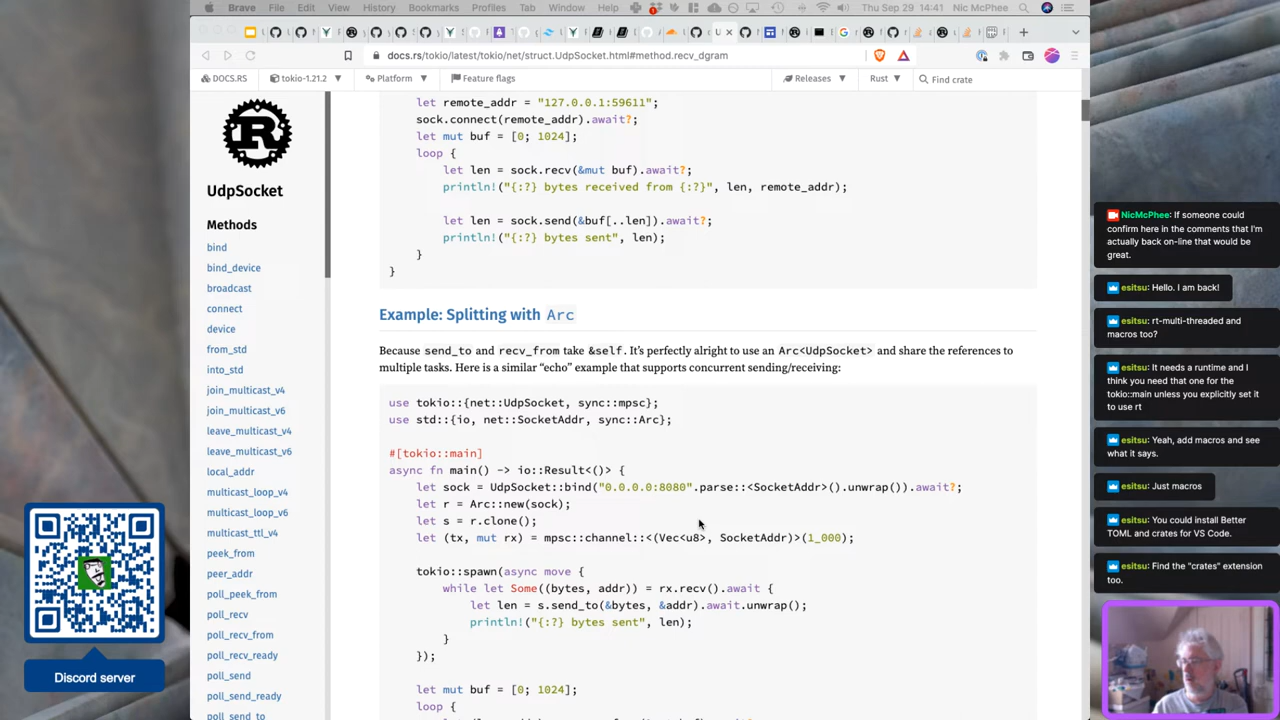 Brave File Edit View History Bookmarks Profiles Tab Window Help Thu Sep 29 14:41 Nic McPhee
docs.rs/tokio/latest/tokio/net/struct.UdpSocket.html#method.recv_dgram
DOCS.RS tokio-1.21.2 Platform Feature flags Releases Rust Find crate
UdpSocket
Methods
bind
bind_device
broadcast
connect
device
from_std
into_std
join_multicast_v4
join_multicast_v6
leave_multicast_v4
leave_multicast_v6
local_addr
multicast_loop_v4
multicast_loop_v6
multicast_ttl_v4
peek_from
peer_addr
poll_peek_from
poll_recv
poll_recv_from
poll_recv_ready
poll_send
poll_send_ready
poll_send_to
let remote_addr = "127.0.0.1:59611";
sock.connect(remote_addr).await?;
let mut buf = [0; 1024];
loop {
let len = sock.recv(&mut buf).await?;
println!("{:?} bytes received from {:?}", len, remote_addr);
let len = sock.send(&buf[..len]).await?;
println!("{:?} bytes sent", len);
}
}
Example: Splitting with Arc
Because send_to and recv_from take &self. It's perfectly alright to use an Arc<UdpSocket> and share the references to
multiple tasks. Here is a similar "echo" example that supports concurrent sending/receiving:
use tokio::{net::UdpSocket, sync::mpsc};
use std::{io, net::SocketAddr, sync::Arc};
#[tokio::main]
async fn main() -> io::Result<()> {
let sock = UdpSocket::bind("0.0.0.0:8080".parse::<SocketAddr>().unwrap()).await?;
let r = Arc::new(sock);
let s = r.clone();
let (tx, mut rx) = mpsc::channel::<(Vec<u8>, SocketAddr)>(1_000);
tokio::spawn(async move {
while let Some((bytes, addr)) = rx.recv().await {
let len = s.send_to(&bytes, &addr).await.unwrap();
println!("{:?} bytes sent", len);
}
});
let mut buf = [0; 1024];
loop {
NicMcPhee: If someone could
confirm here in the comments that I'm
actually back on-line that would be
great.
esitsu: Hello. I am back!
esitsu: rt-multi-threaded and
macros too?
esitsu: It needs a runtime and I
think you need that one for the
tokio::main unless you explicitly set it
to use rt
esitsu: Yeah, add macros and see
what it says.
esitsu: Just macros
esitsu: You could install Better
TOML and crates for VS Code.
esitsu: Find the "crates" extension
too.
Discord server